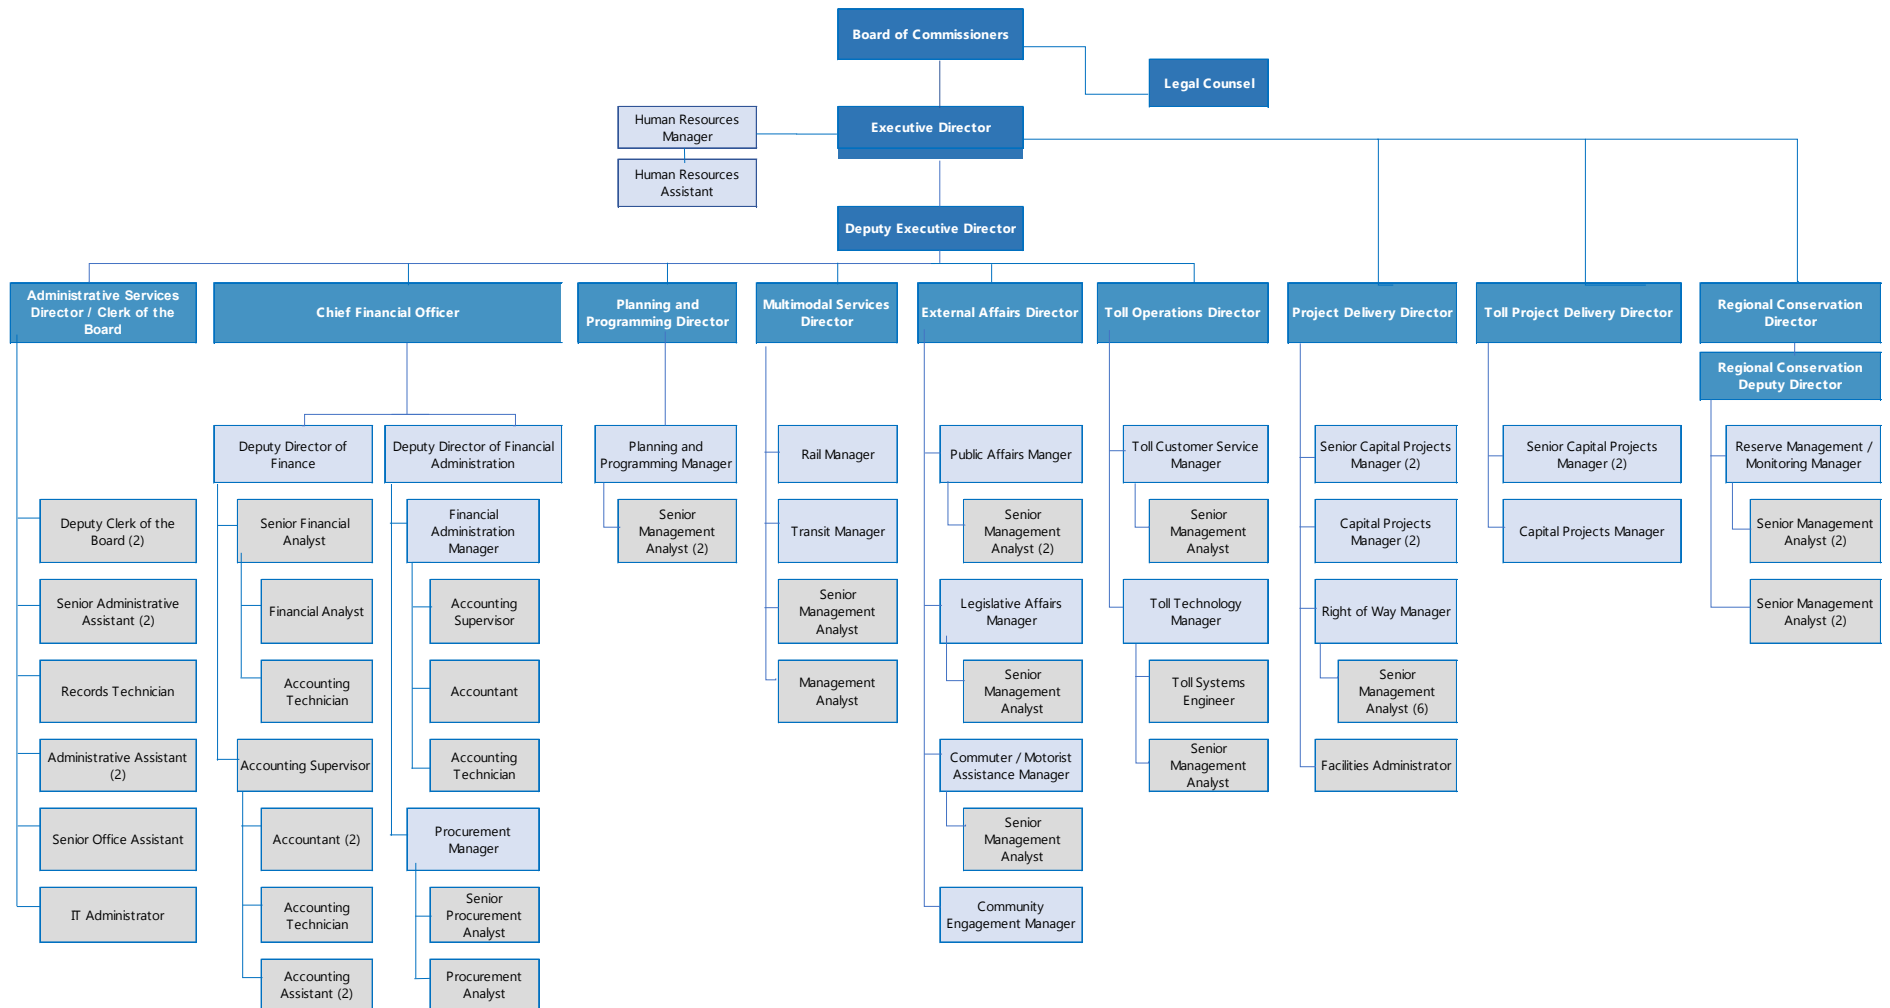 Board of Commissioners
Legal Counsel
Human Resources
Manager
Executive Director
Human Resources
Assistant
Deputy Executive Director
Administrative Services
Director / Clerk of the
Board
Chief Financial Officer
Planning and
Programming Director
Multimodal Services
Director
External Affairs Director
Toll Operations Director
Project Delivery Director
Toll Project Delivery Director
Regional Conservation
Director
Regional Conservation
Deputy Director
Deputy Clerk of the
Board (2)
Senior Administrative
Assistant (2)
Records Technician
Administrative Assistant
(2)
Senior Office Assistant
IT Administrator
Deputy Director of
Finance
Senior Financial
Analyst
Financial Analyst
Accounting
Technician
Accounting Supervisor
Accountant (2)
Accounting
Technician
Accounting
Assistant (2)
Deputy Director of Financial
Administration
Financial
Administration
Manager
Accounting
Supervisor
Accountant
Accounting
Technician
Procurement
Manager
Senior
Procurement
Analyst
Procurement
Analyst
Planning and
Programming Manager
Senior
Management
Analyst (2)
Rail Manager
Transit Manager
Senior
Management
Analyst
Management
Analyst
Public Affairs Manger
Senior
Management
Analyst (2)
Legislative Affairs
Manager
Senior
Management
Analyst
Commuter / Motorist
Assistance Manager
Senior
Management
Analyst
Community
Engagement Manager
Toll Customer Service
Manager
Senior
Management
Analyst
Toll Technology
Manager
Toll Systems
Engineer
Senior
Management
Analyst
Senior Capital Projects
Manager (2)
Capital Projects
Manager (2)
Right of Way Manager
Senior
Management
Analyst (6)
Facilities Administrator
Senior Capital Projects
Manager (2)
Capital Projects Manager
Reserve Management /
Monitoring Manager
Senior Management
Analyst (2)
Senior Management
Analyst (2)